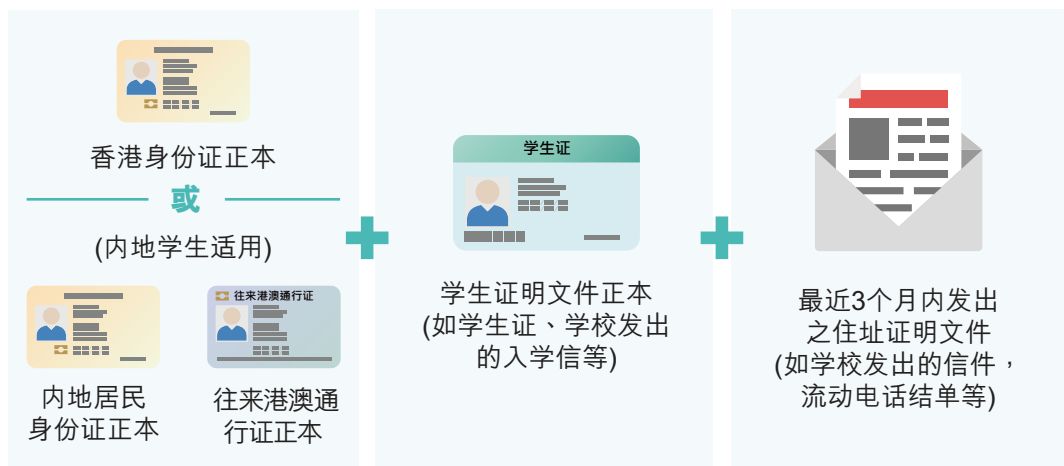 香港身份证正本
或
(内地学生适用)
往来港澳通行证
内地居民
身份证正本
往来港澳通
行证正本
学生证
学生证明文件正本
(如学生证、学校发出
的入学信等)
最近3个月内发出
之住址证明文件
(如学校发出的信件，
流动电话结单等)